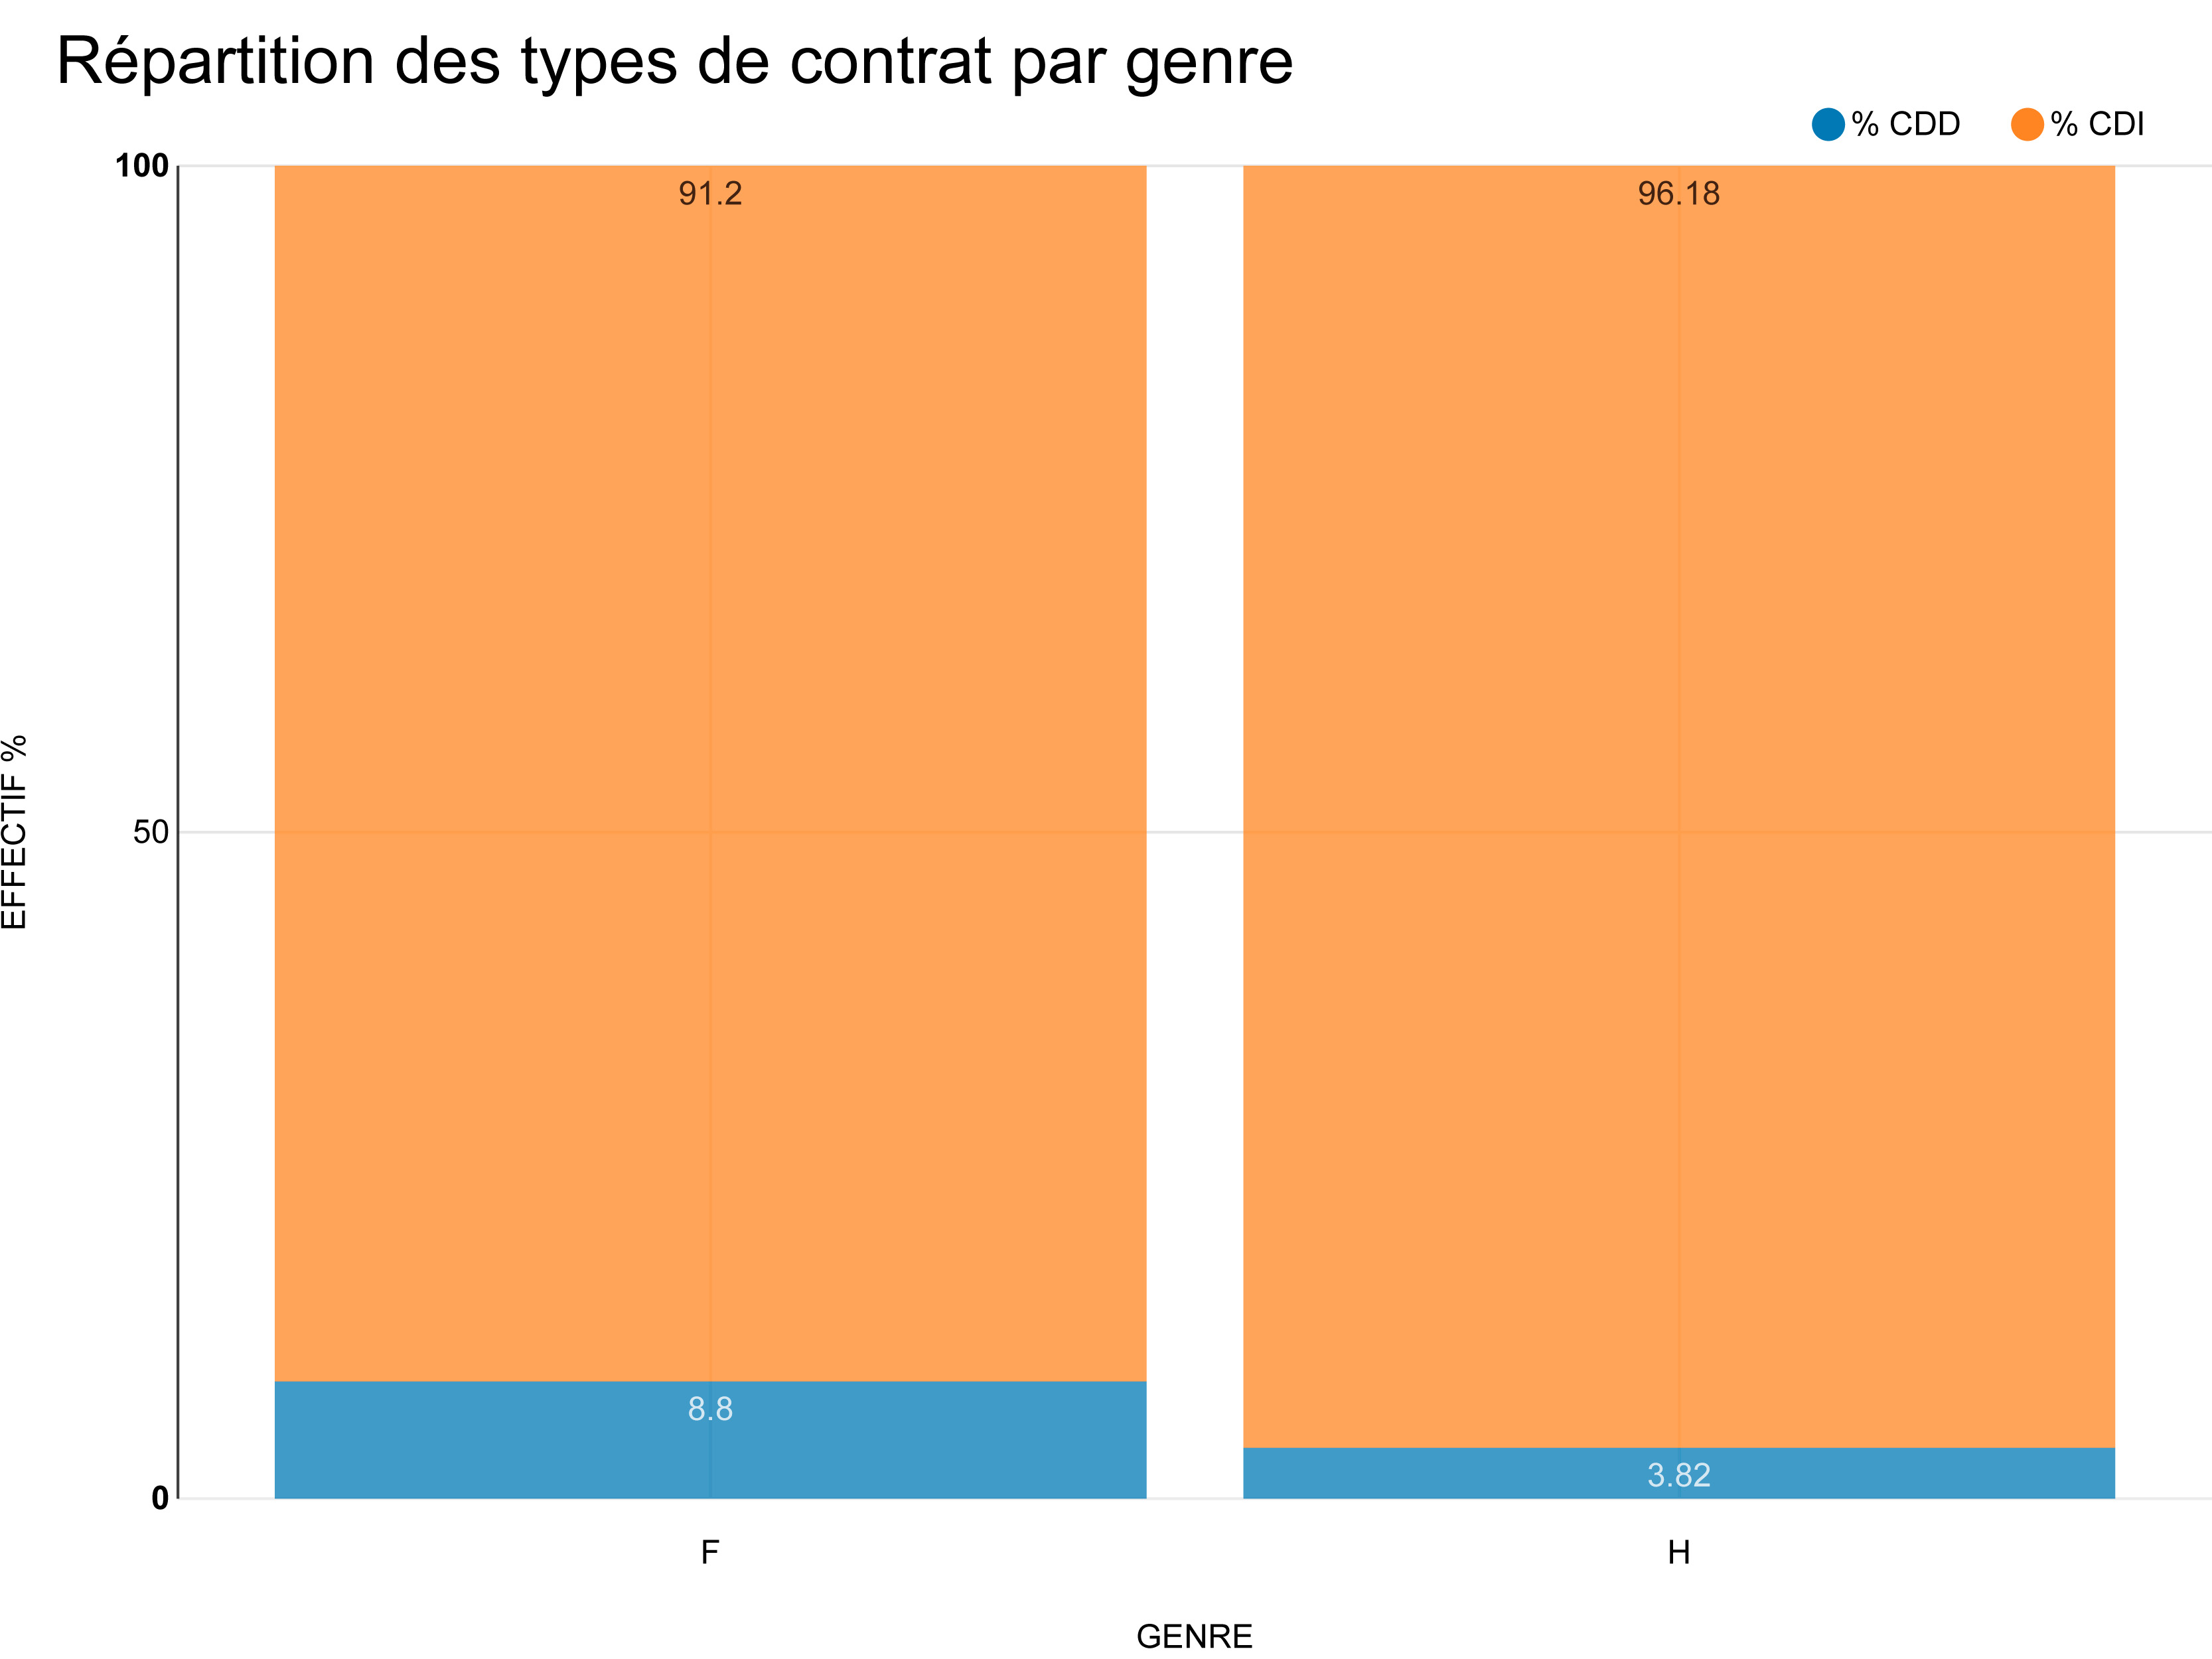 Répartition des types de contrat par genre
% CDD % CDI
100
91.2 96.18
EFFECTIF %
50
8.8
3.82
0
F H
GENRE